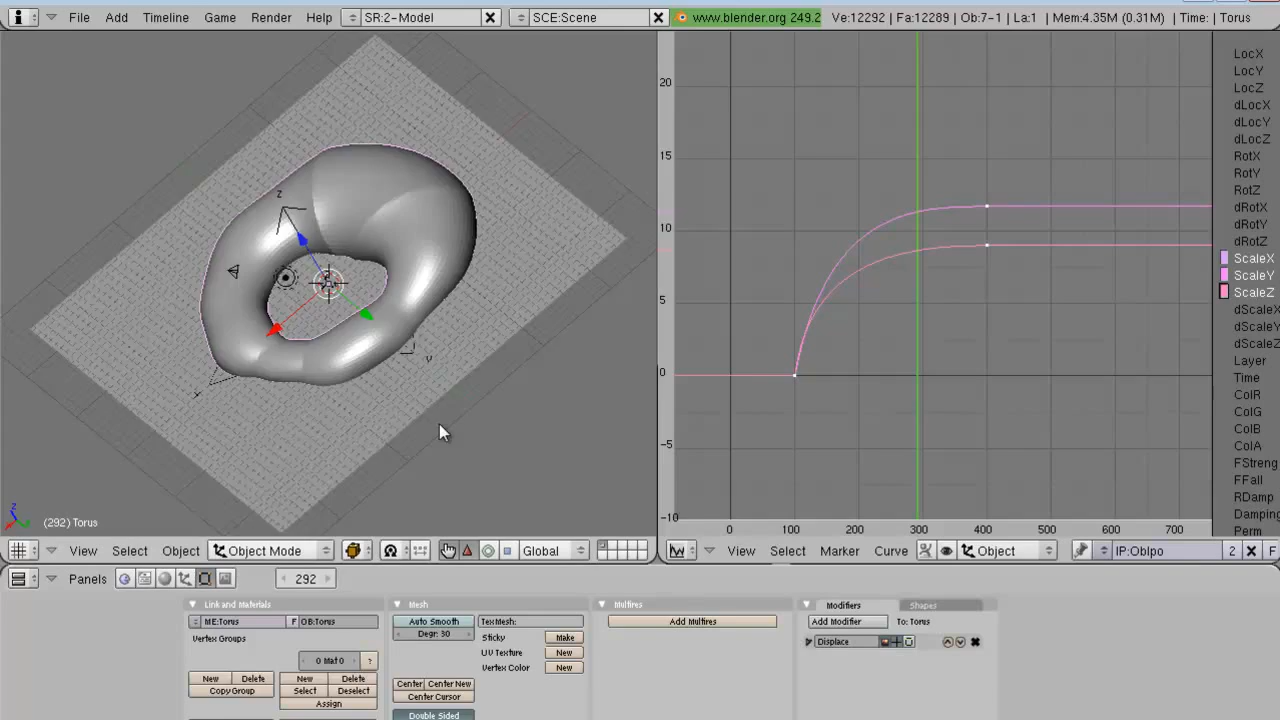 File Add Timeline Game Render Help SR:2-Model SCE:Scene www.blender.org 249.2 Ve:12292 | Fa:12289 | Ob:7-1 | La:1 | Mem:4.35M (0.31M) | Time: | Torus
z
x
y
z
(292) Torus
20
15
10
5
0
-5
-10
0 100 200 300 400 500 600 700
LocX
LocY
LocZ
dLocX
dLocY
dLocZ
RotX
RotY
RotZ
dRotX
dRotY
dRotZ
ScaleX
ScaleY
ScaleZ
dScaleX
dScaleY
dScaleZ
Layer
Time
ColR
ColG
ColB
ColA
FStreng
FFall
RDamp
Damping
Perm
View Select Object Object Mode Global
View Select Marker Curve Object IP:ObIpo 2 F
Panels 292
Link and Materials
ME:Torus F OB:Torus
Vertex Groups
0 Mat 0 ?
New Delete New Delete
Copy Group Select Deselect
Assign
Mesh
Auto Smooth TexMesh:
Degr: 30 Sticky Make
UV Texture New
Vertex Color New
Center Center New
Center Cursor
Double Sided
Multires
Add Multires
Modifiers Shapes
Add Modifier To: Torus
Displace